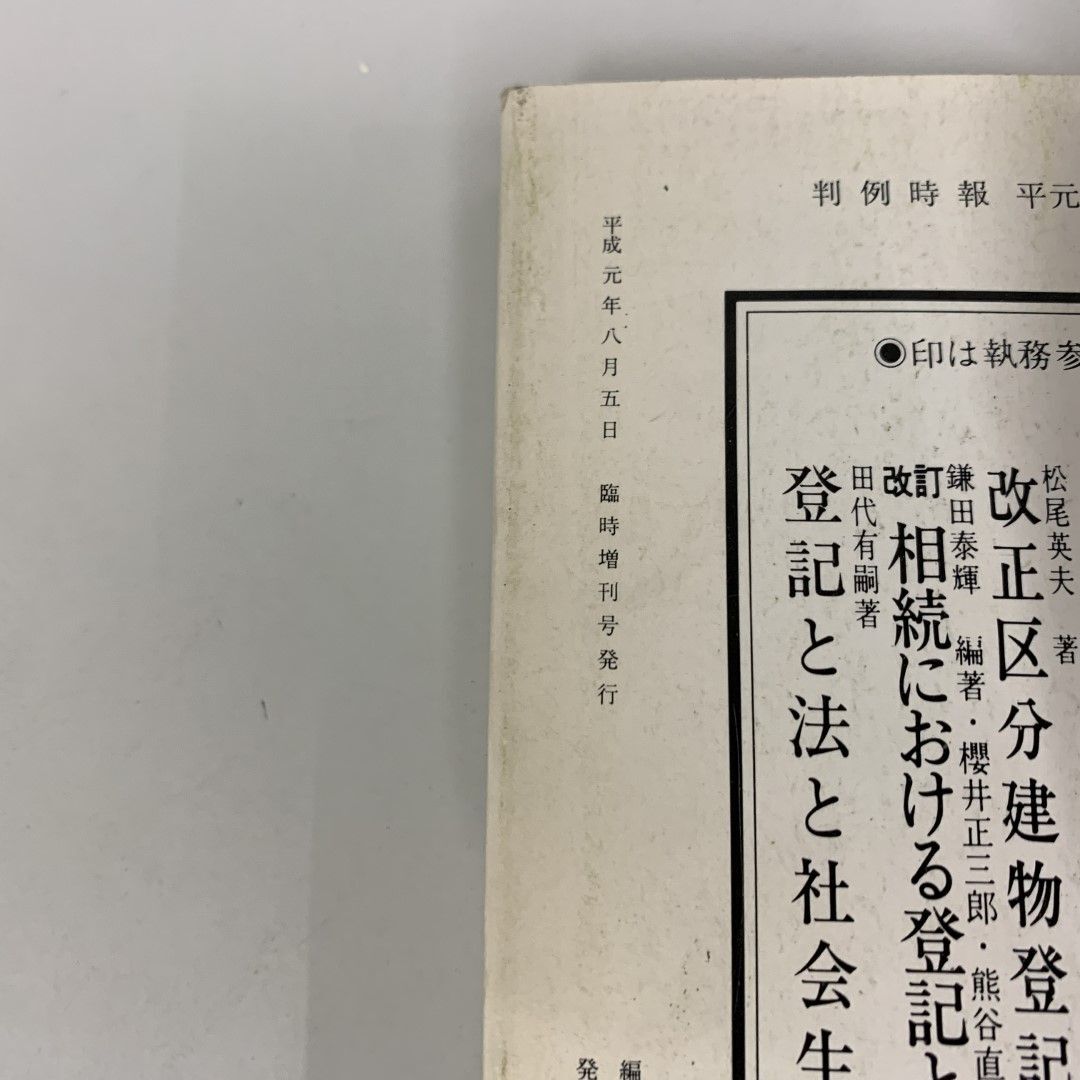 判例時報 平元
◉印は執務参
松尾英夫 著
改正区分建物登記
鎌田泰輝 編著・櫻井正三郎・熊谷直
改訂 相続における登記と
田代有嗣著
登記と法と社会生
平成元年八月五日 臨時増刊号発行
編
発